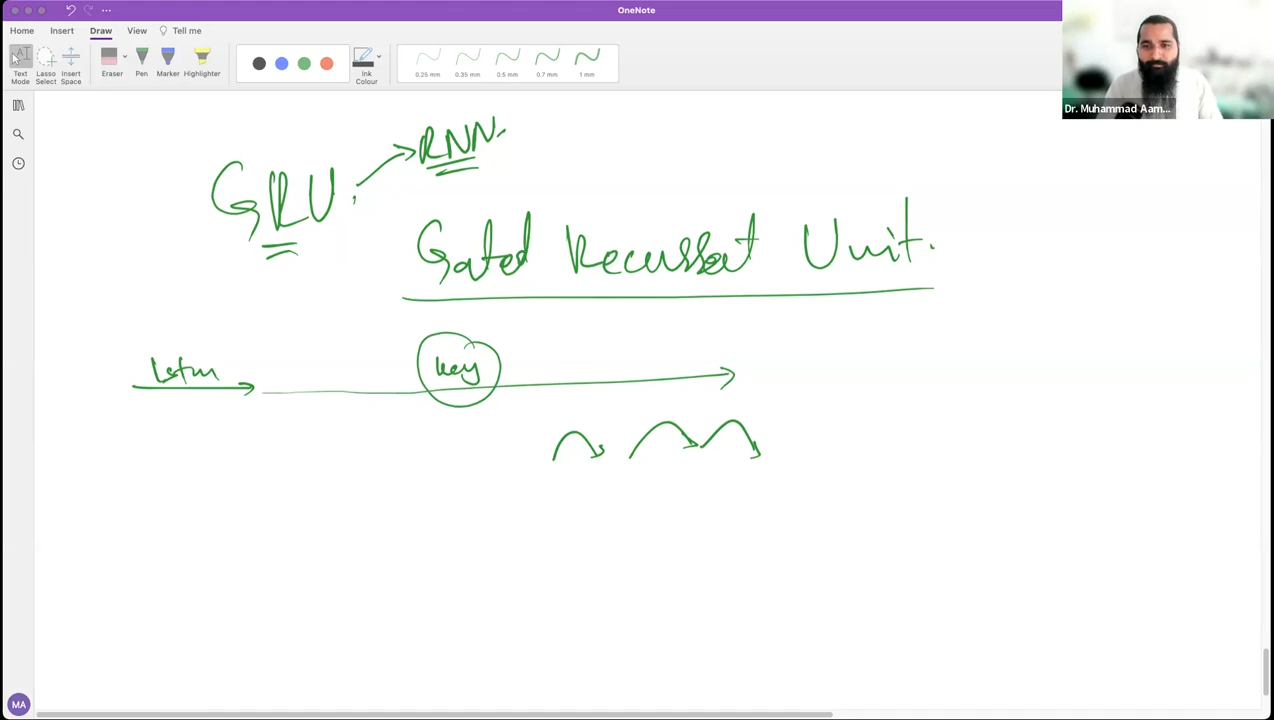 OneNote
Home Insert Draw View Tell me
Text Mode Lasso Select Insert Space Eraser Pen Marker Highlighter Ink Colour 0.25 mm 0.35 mm 0.5 mm 0.7 mm 1 mm
Dr. Muhammad Aam...
RNN.
GRU.
Gated Recurrent Unit.
key
MA